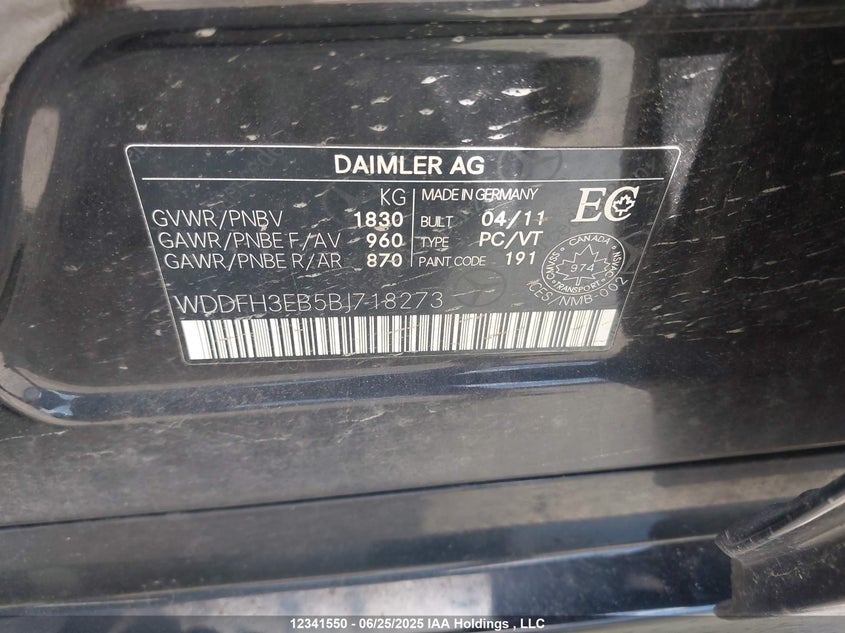 DAIMLER AG
KG
GVWR/PNBV 1830
GAWR/PNBE F/AV 960
GAWR/PNBE R/AR 870
MADE IN GERMANY
BUILT 04/11
TYPE PC/VT
PAINT CODE 191
EC
CANADA
974
TRANSPORT
NSVAC
CMVSS
ICES/NMB-002
WDDFH3EB5BJ718273
12341550 - 06/25/2025 IAA Holdings , LLC